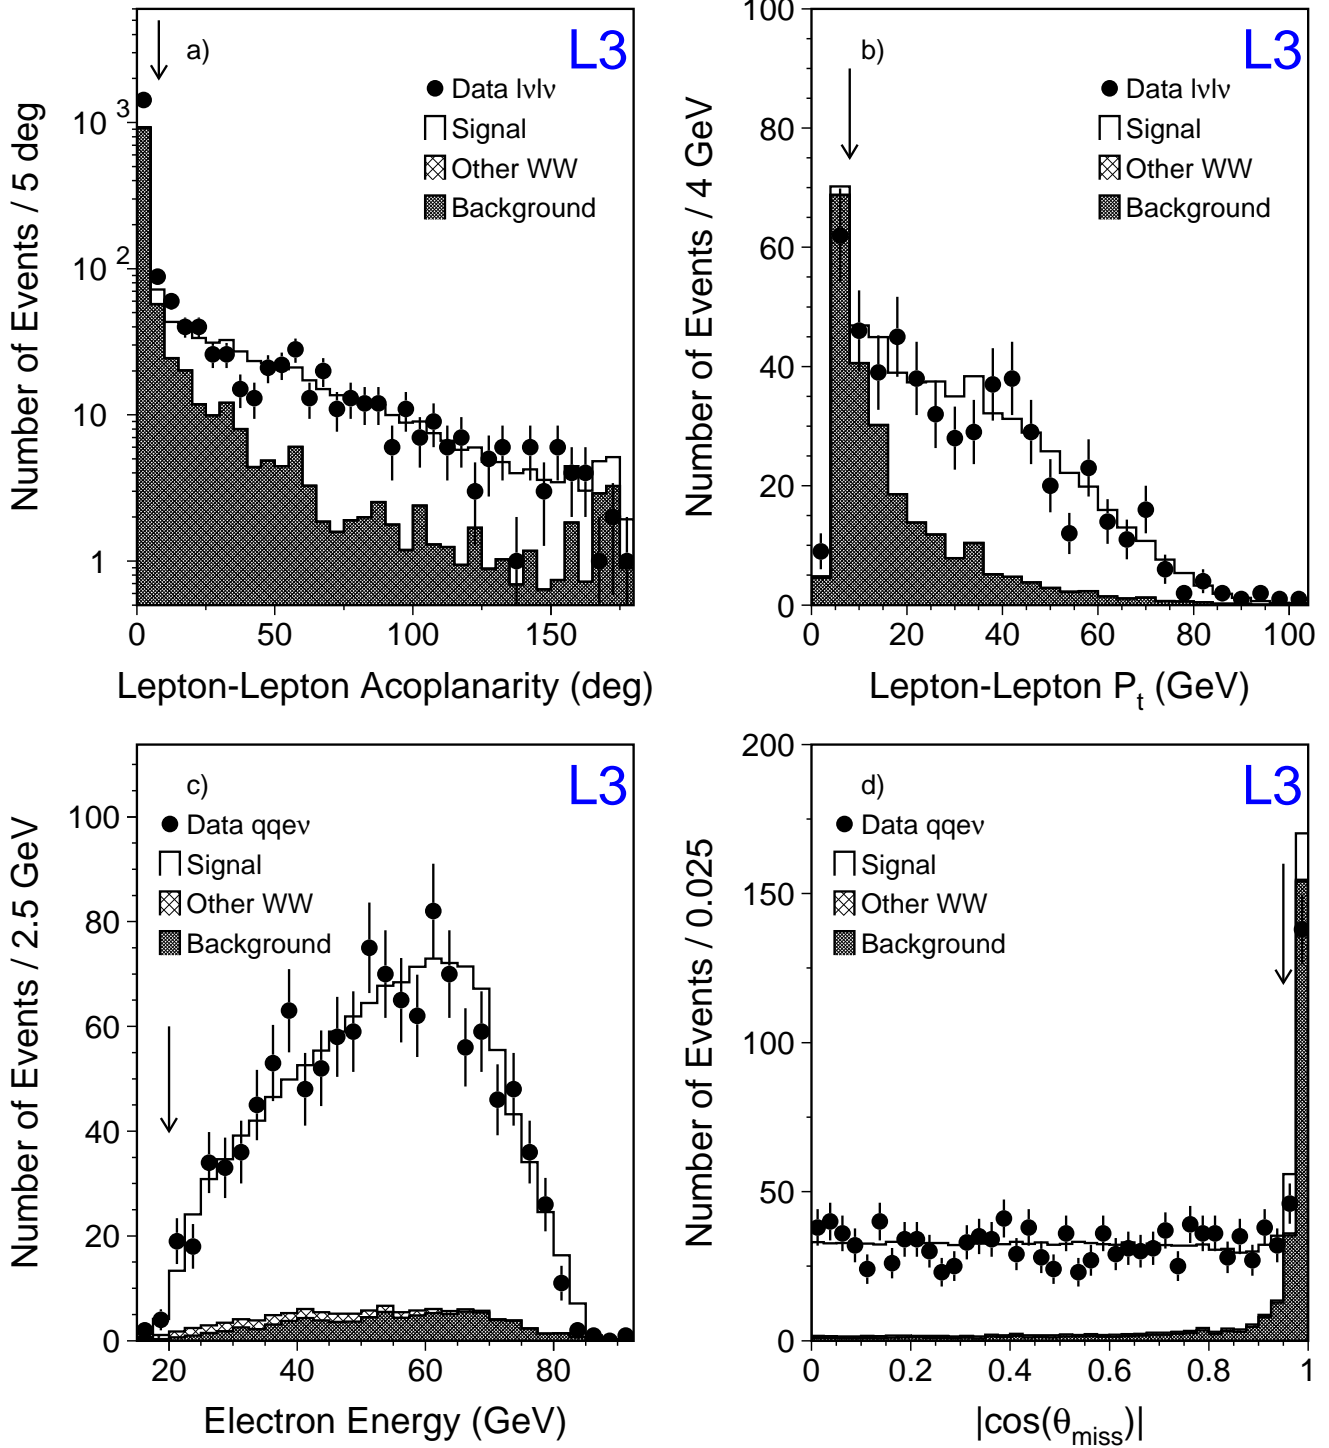 a)
L3
Data lνlν
Signal
Other WW
Background
Number of Events / 5 deg
10 3
10 2
10
1
0 50 100 150
Lepton-Lepton Acoplanarity (deg)
b)
L3
Data lνlν
Signal
Other WW
Background
Number of Events / 4 GeV
100
80
60
40
20
0
0 20 40 60 80 100
Lepton-Lepton Pt (GeV)
c)
L3
Data qqeν
Signal
Other WW
Background
Number of Events / 2.5 GeV
100
80
60
40
20
0
20 40 60 80
Electron Energy (GeV)
d)
L3
Data qqeν
Signal
Other WW
Background
Number of Events / 0.025
200
150
100
50
0
0 0.2 0.4 0.6 0.8 1
|cos(θmiss)|